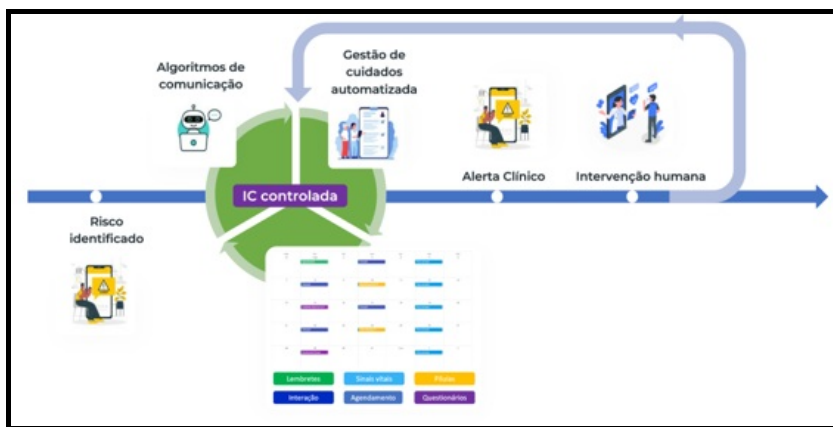 Algoritmos de
comunicação
Gestão de
cuidados
automatizada
Alerta Clínico
Intervenção humana
IC controlada
Risco
identificado
Lembretes
Sinais vitais
Pílulas
Interação
Agendamento
Questionários